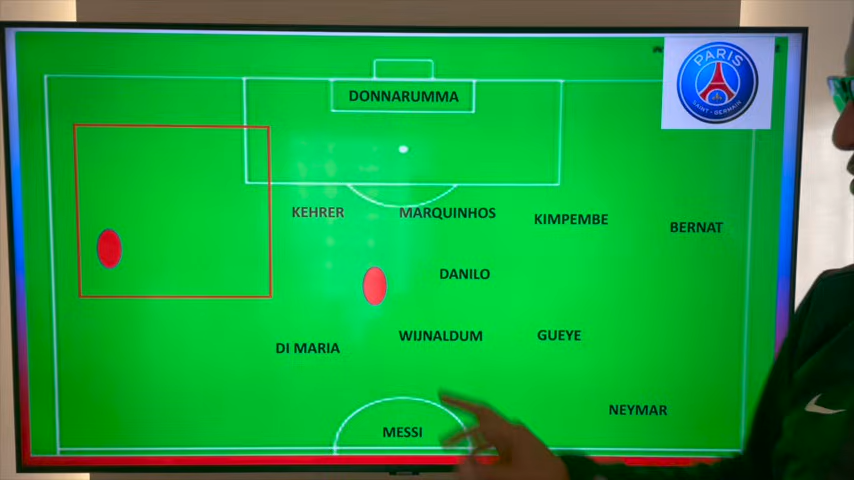 PARIS
SAINT-GERMAIN
DONNARUMMA
KEHRER
MARQUINHOS
KIMPEMBE
BERNAT
DANILO
DI MARIA
WIJNALDUM
GUEYE
NEYMAR
MESSI